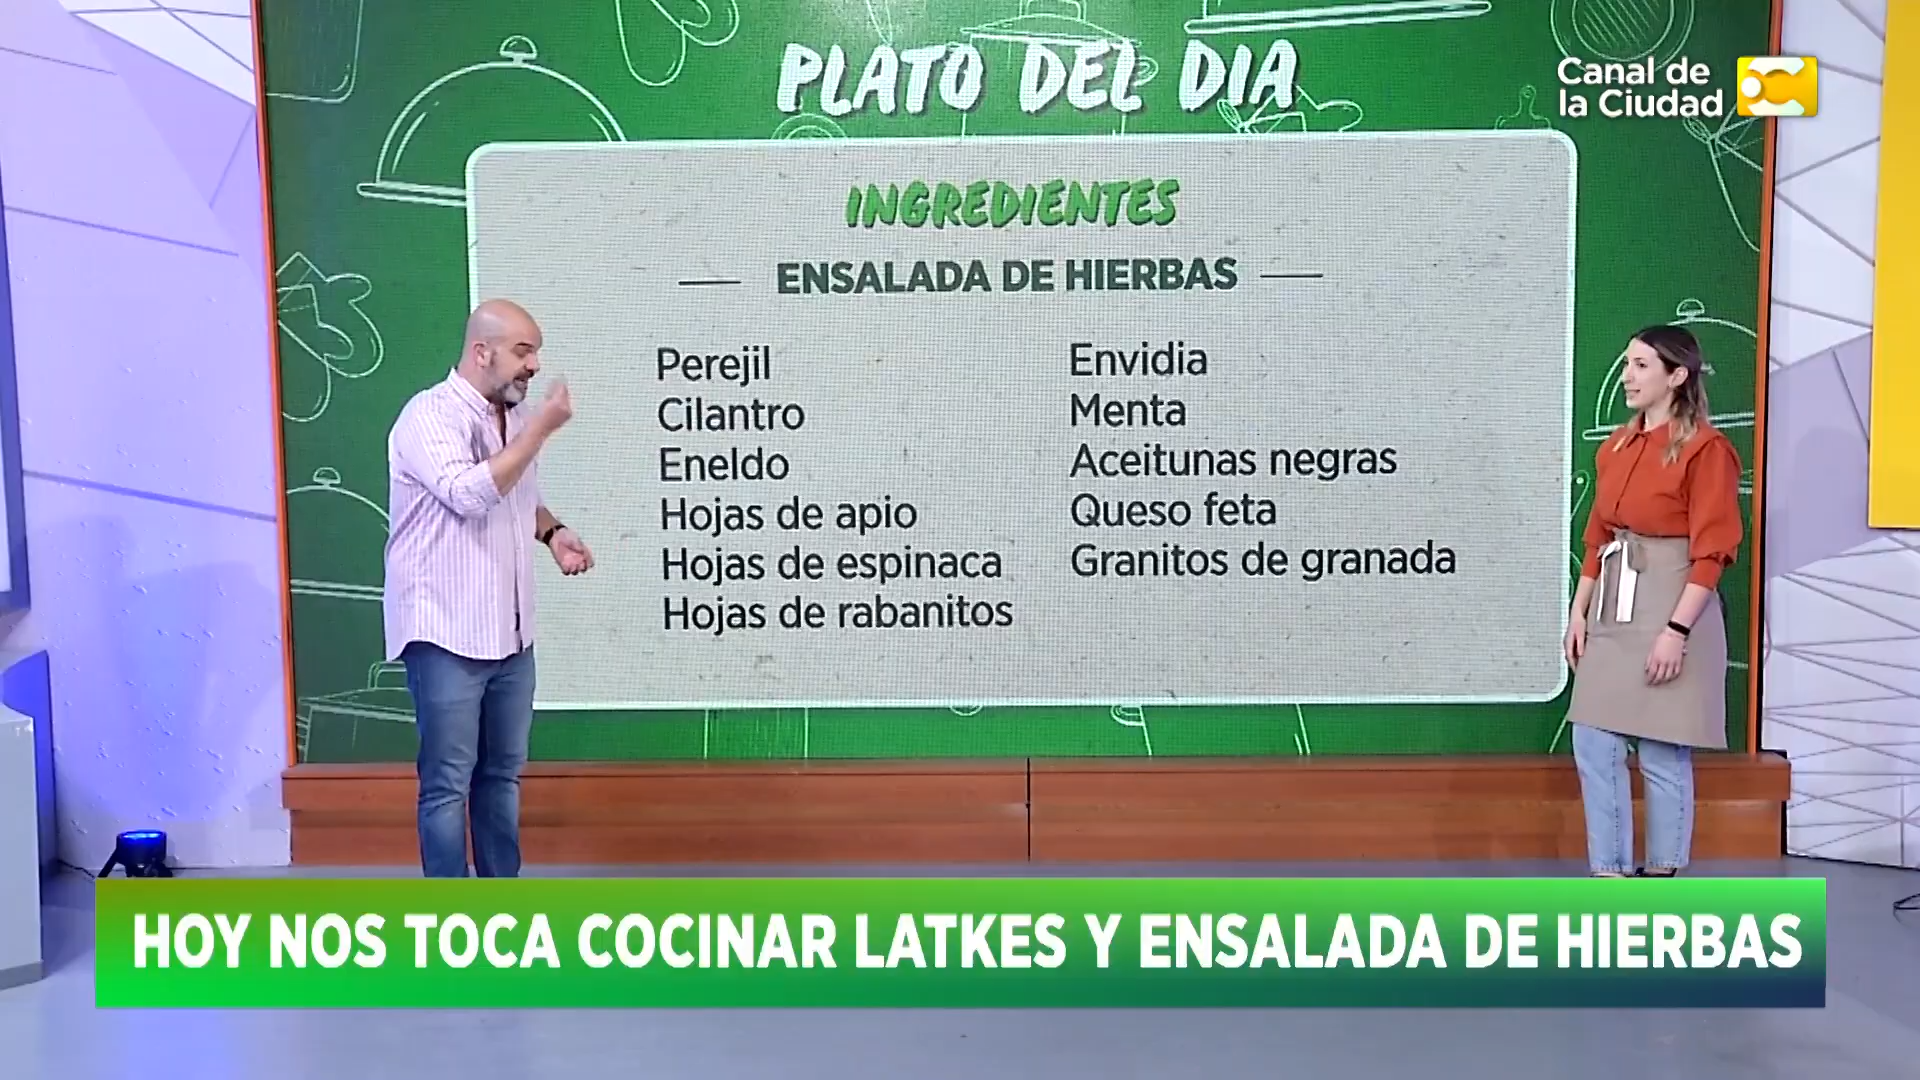 PLATO DEL DIA
Canal de
la Ciudad
INGREDIENTES
ENSALADA DE HIERBAS
Perejil
Cilantro
Eneldo
Hojas de apio
Hojas de espinaca
Hojas de rabanitos
Envidia
Menta
Aceitunas negras
Queso feta
Granitos de granada
HOY NOS TOCA COCINAR LATKES Y ENSALADA DE HIERBAS